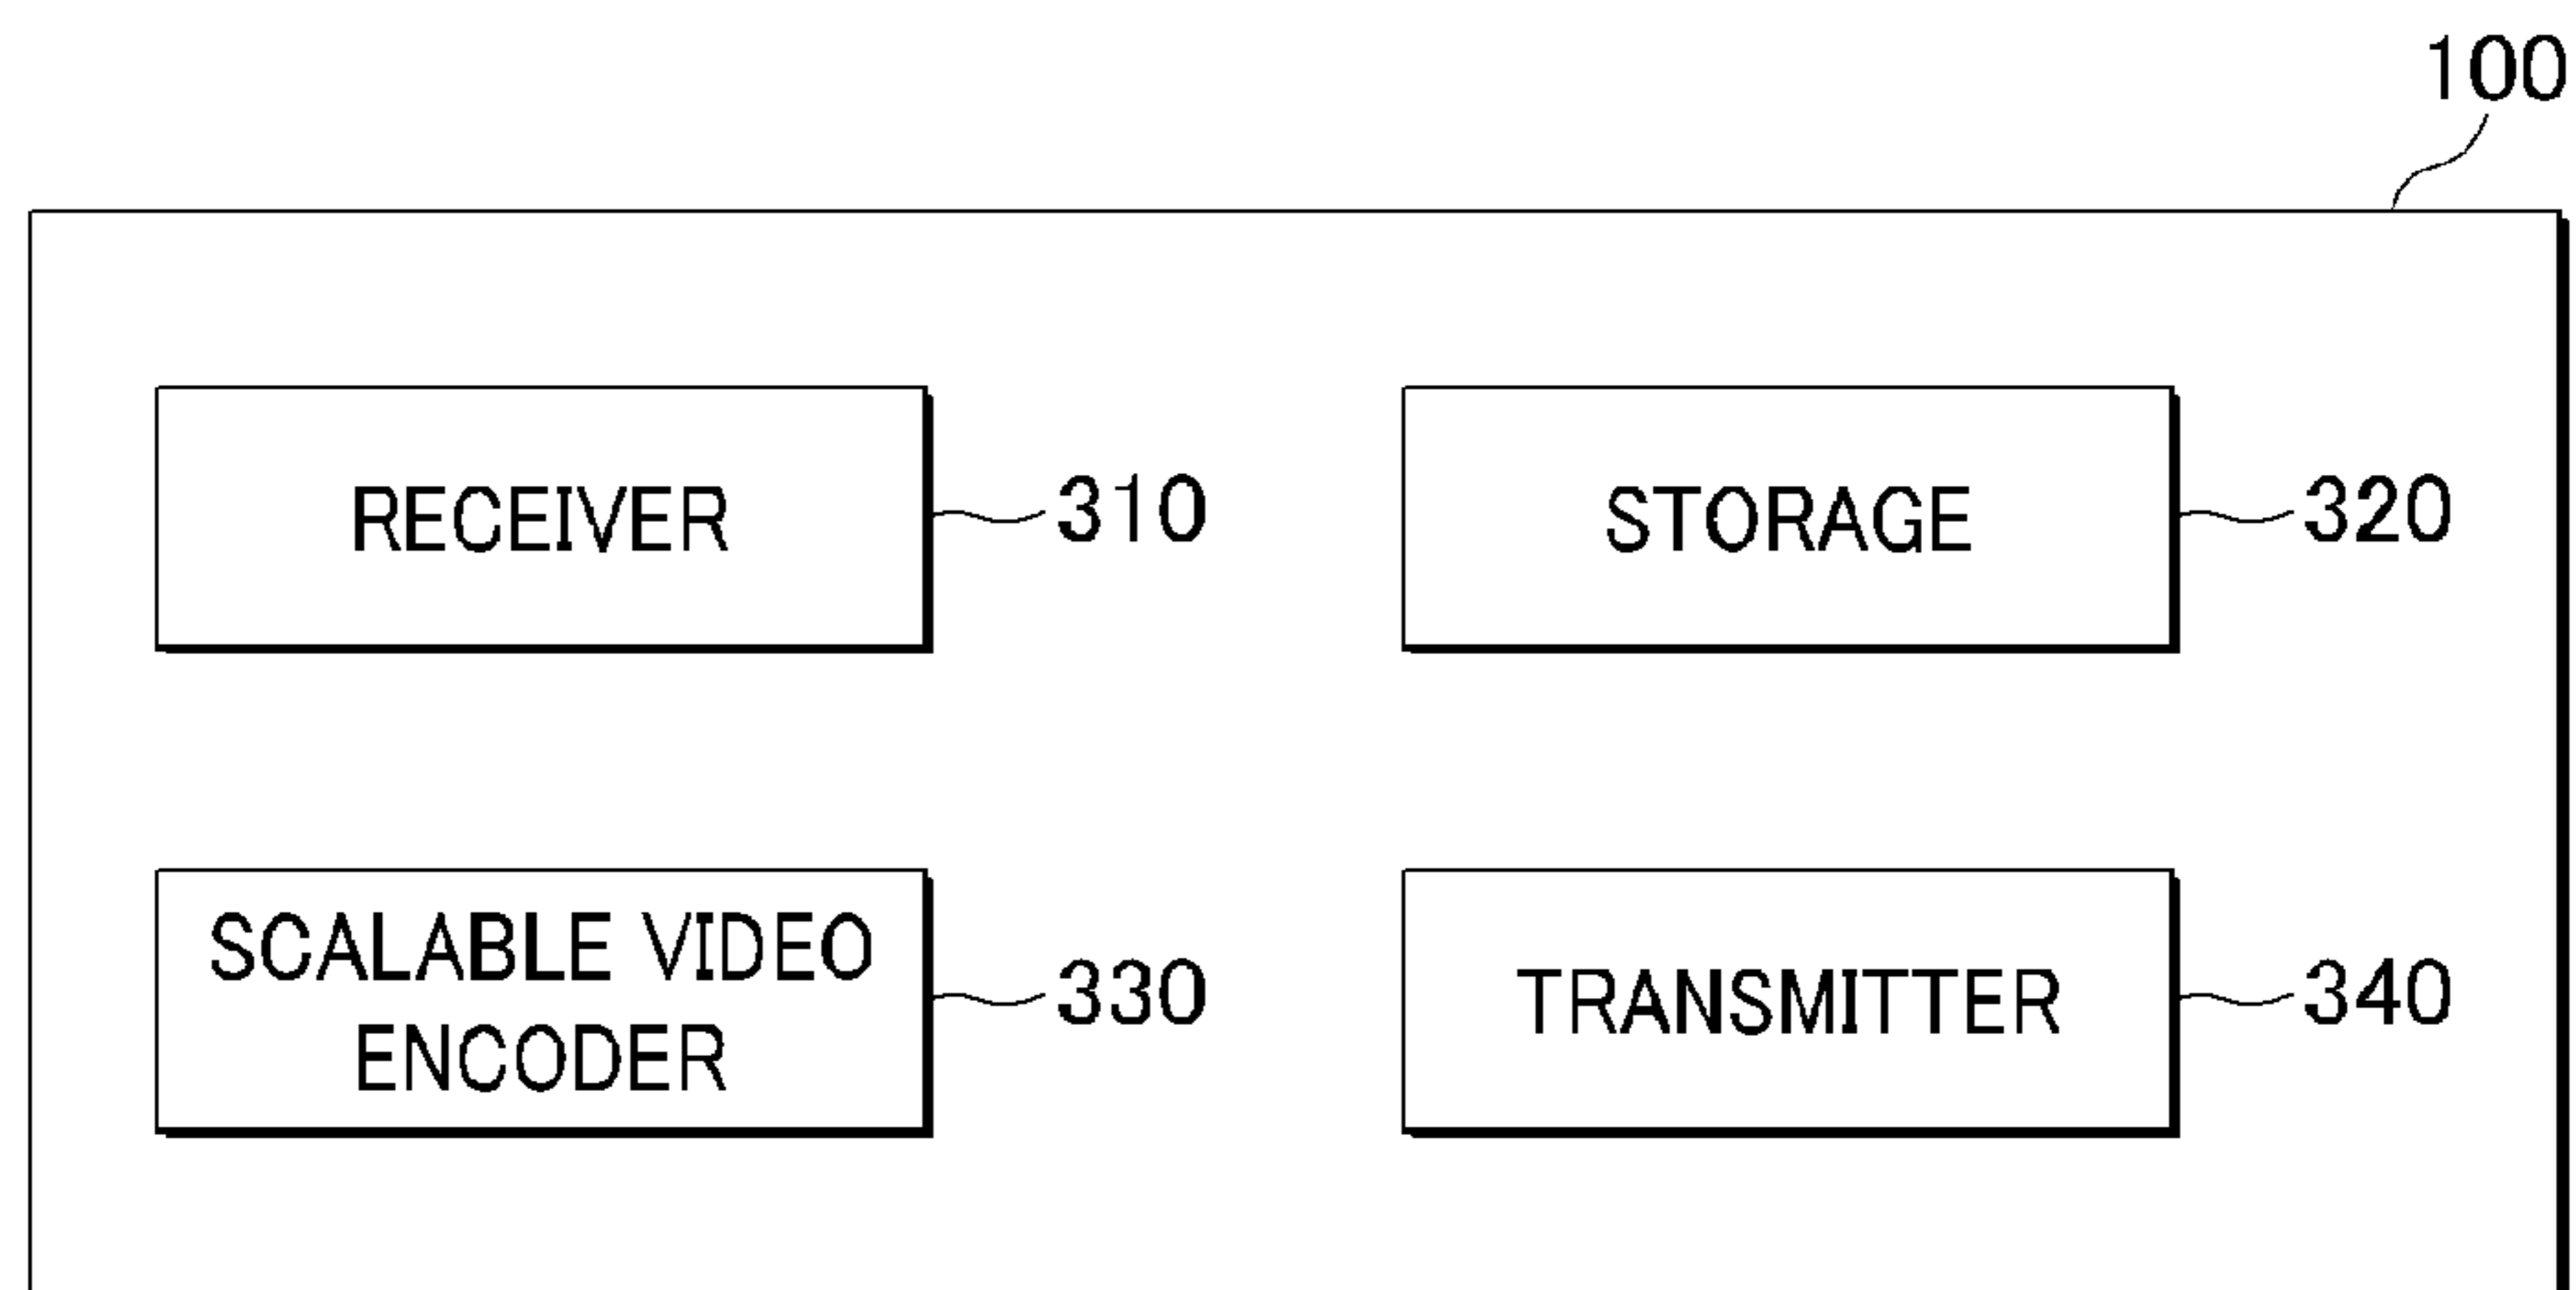 100
RECEIVER
310
STORAGE
320
SCALABLE VIDEO
ENCODER
330
TRANSMITTER
340